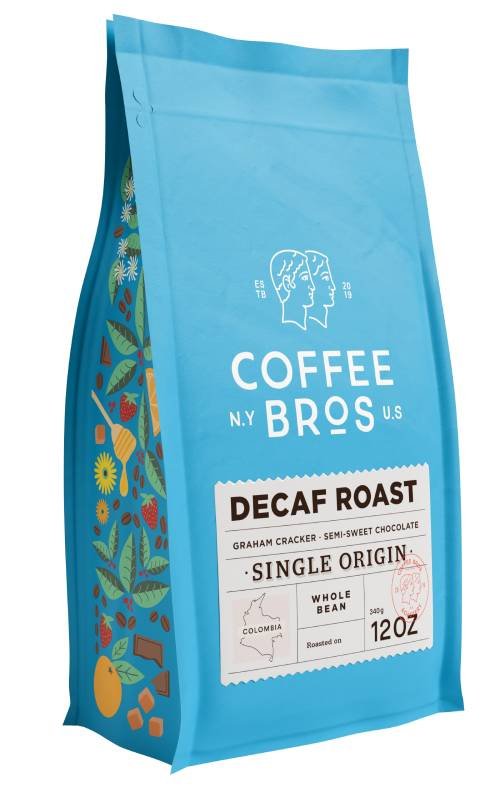 ES TB
20 19
COFFEE
N.Y BROS U.S
DECAF ROAST
GRAHAM CRACKER · SEMI-SWEET CHOCOLATE
· SINGLE ORIGIN ·
COLOMBIA
WHOLE
BEAN
Roasted on
340g
12OZ